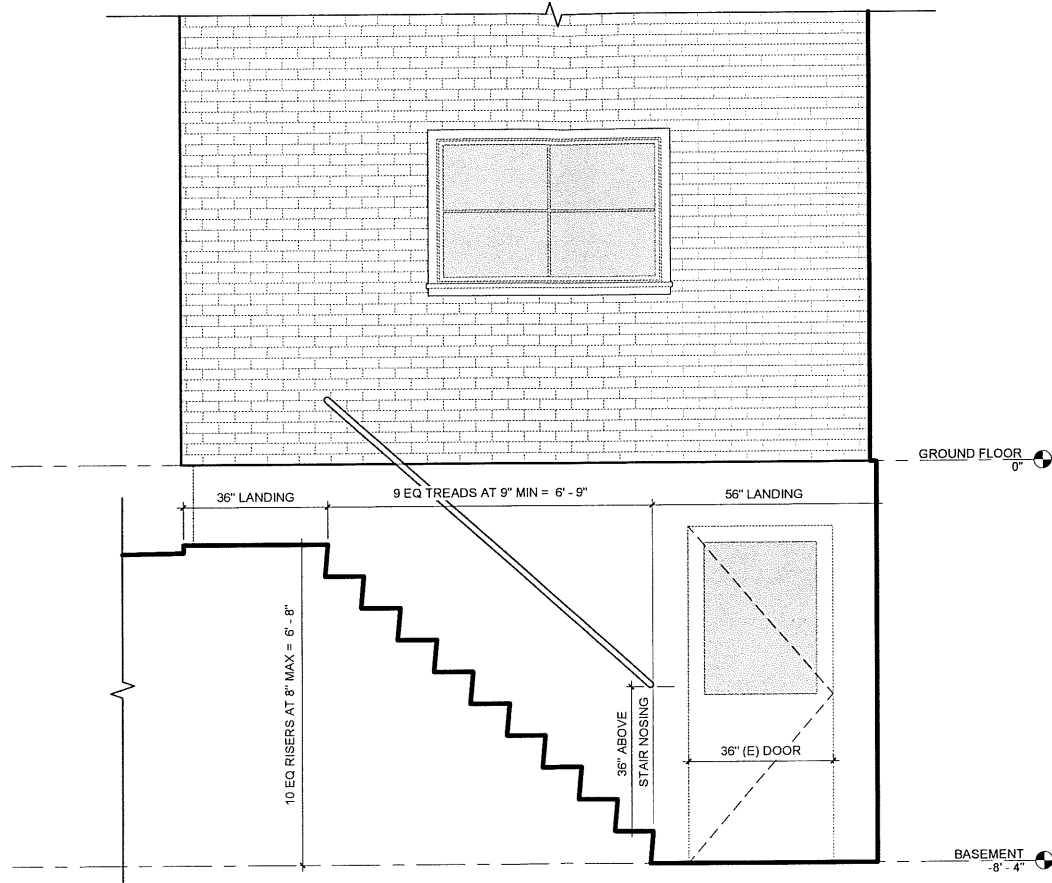 GROUND FLOOR
0"
36" LANDING
9 EQ TREADS AT 9" MIN = 6' - 9"
56" LANDING
10 EQ RISERS AT 8" MAX = 6' - 8"
36" ABOVE
STAIR NOSING
36" (E) DOOR
BASEMENT
-8' - 4"